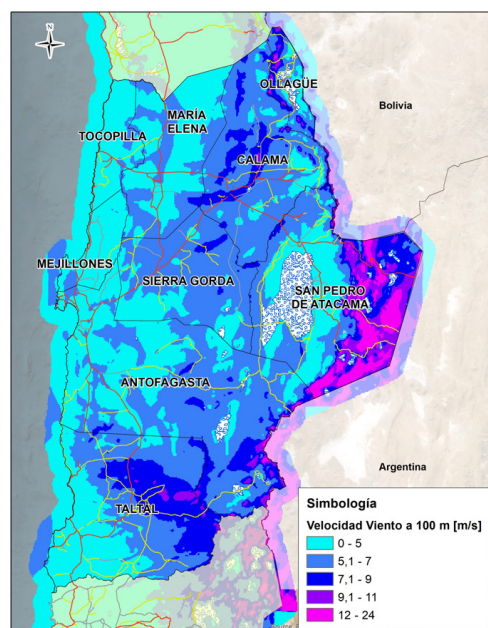 N
OLLAGÜE
Bolivia
MARÍA
ELENA
TOCOPILLA
CALAMA
MEJILLONES
SIERRA GORDA
SAN PEDRO
DE ATACAMA
ANTOFAGASTA
Argentina
TALTAL
Simbología
Velocidad Viento a 100 m [m/s]
0 - 5
5,1 - 7
7,1 - 9
9,1 - 11
12 - 24